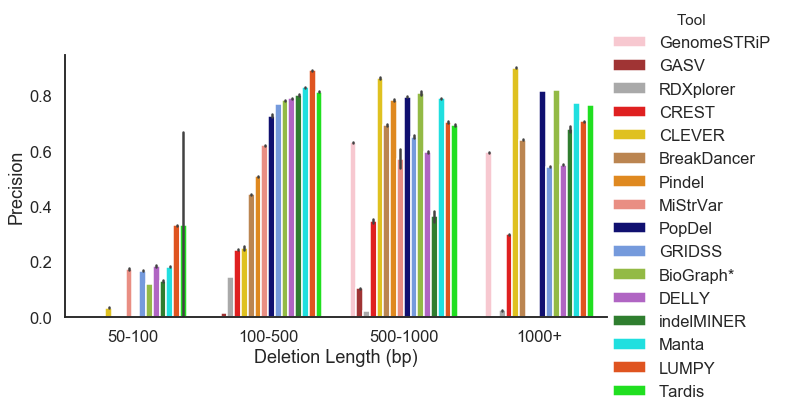 Tool
GenomeSTRiP
GASV
RDXplorer
CREST
CLEVER
BreakDancer
Pindel
MiStrVar
PopDel
GRIDSS
BioGraph*
DELLY
indelMINER
Manta
LUMPY
Tardis
Precision
0.8
0.6
0.4
0.2
0.0
50-100
100-500
500-1000
1000+
Deletion Length (bp)